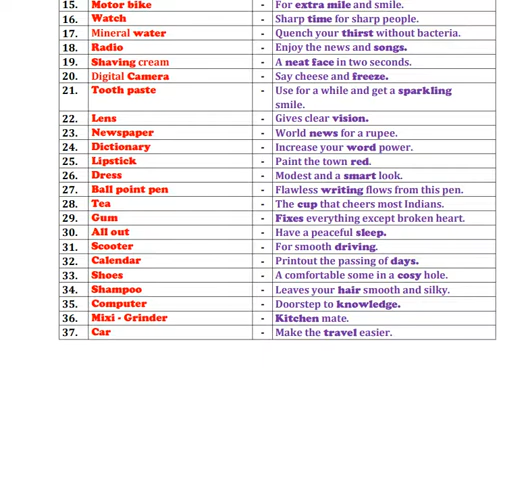 15. Motor bike - For extra mile and smile.
16. Watch - Sharp time for sharp people.
17. Mineral water - Quench your thirst without bacteria.
18. Radio - Enjoy the news and songs.
19. Shaving cream - A neat face in two seconds.
20. Digital Camera - Say cheese and freeze.
21. Tooth paste - Use for a while and get a sparkling
smile.
22. Lens - Gives clear vision.
23. Newspaper - World news for a rupee.
24. Dictionary - Increase your word power.
25. Lipstick - Paint the town red.
26. Dress - Modest and a smart look.
27. Ball point pen - Flawless writing flows from this pen.
28. Tea - The cup that cheers most Indians.
29. Gum - Fixes everything except broken heart.
30. All out - Have a peaceful sleep.
31. Scooter - For smooth driving.
32. Calendar - Printout the passing of days.
33. Shoes - A comfortable some in a cosy hole.
34. Shampoo - Leaves your hair smooth and silky.
35. Computer - Doorstep to knowledge.
36. Mixi - Grinder - Kitchen mate.
37. Car - Make the travel easier.